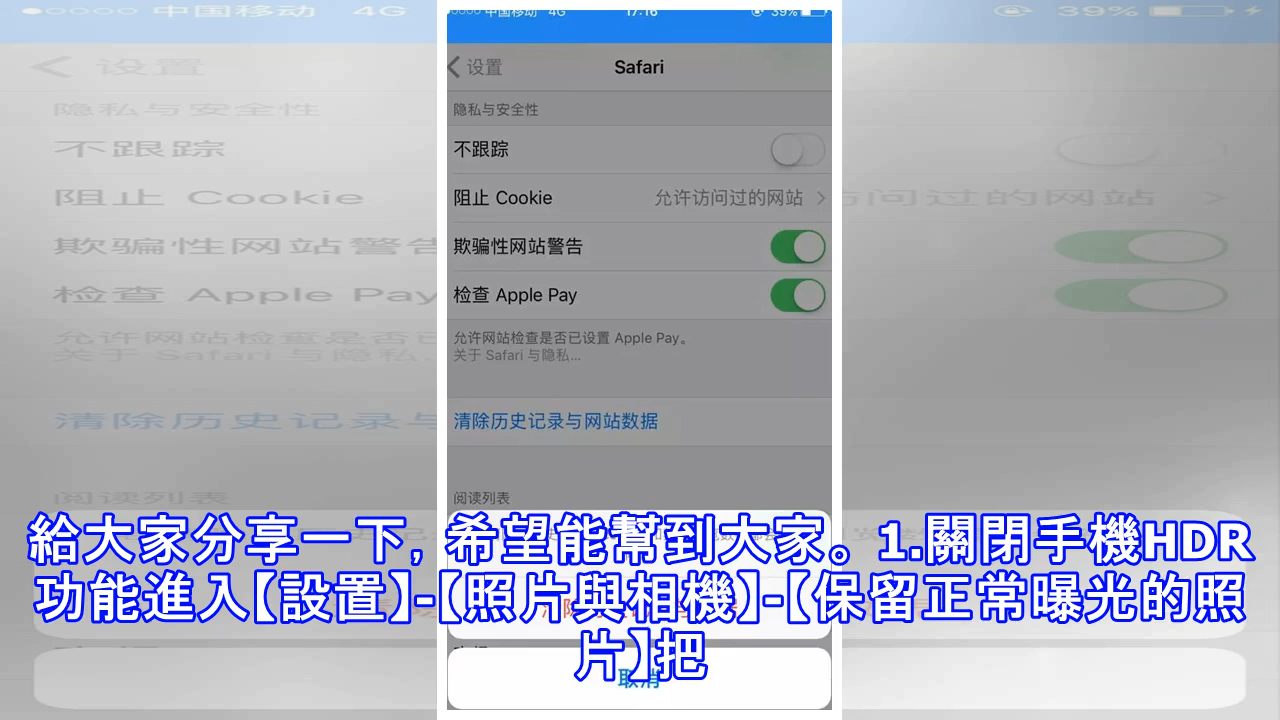 中国移动 4G 17:16 39%
设置 Safari
隐私与安全性
不跟踪
阻止 Cookie 允许访问过的网站
欺骗性网站警告
检查 Apple Pay
允许网站检查是否已设置 Apple Pay。
关于 Safari 与隐私...
清除历史记录与网站数据
阅读列表
給大家分享一下, 希望能幫到大家。1.關閉手機HDR
功能進入【設置】-【照片與相機】-【保留正常曝光的照
片】把
取消